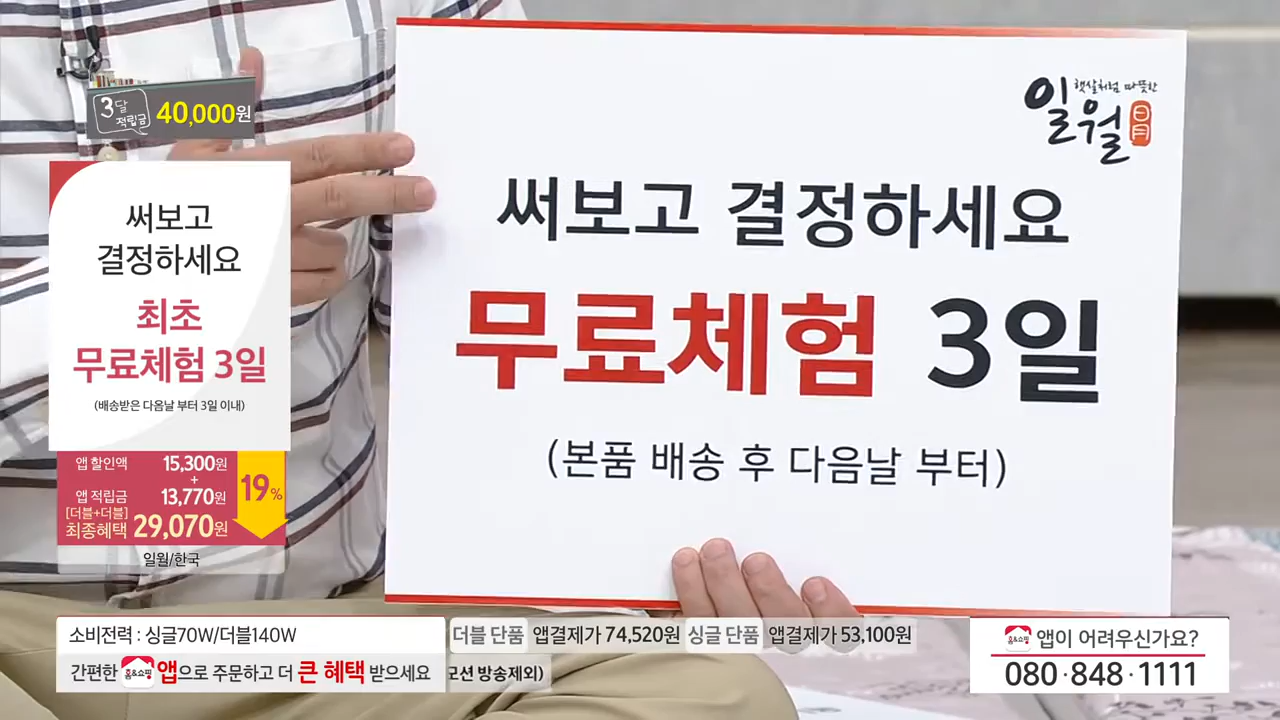 3달
적립금
40,000원
써보고
결정하세요
최초
무료체험 3일
(배송받은 다음날 부터 3일 이내)
앱 할인액 15,300원
+
앱 적립금 13,770원
[더블+더블]
최종혜택 29,070원
19%
일월/한국
햇살처럼 따뜻한
일월
日月
써보고 결정하세요
무료체험 3일
(본품 배송 후 다음날 부터)
소비전력 : 싱글70W/더블140W
더블 단품 앱결제가 74,520원 싱글 단품 앱결제가 53,100원
간편한 홈&쇼핑 앱으로 주문하고 더 큰 혜택 받으세요
모션 방송제외)
홈&쇼핑 앱이 어려우신가요?
080·848·1111